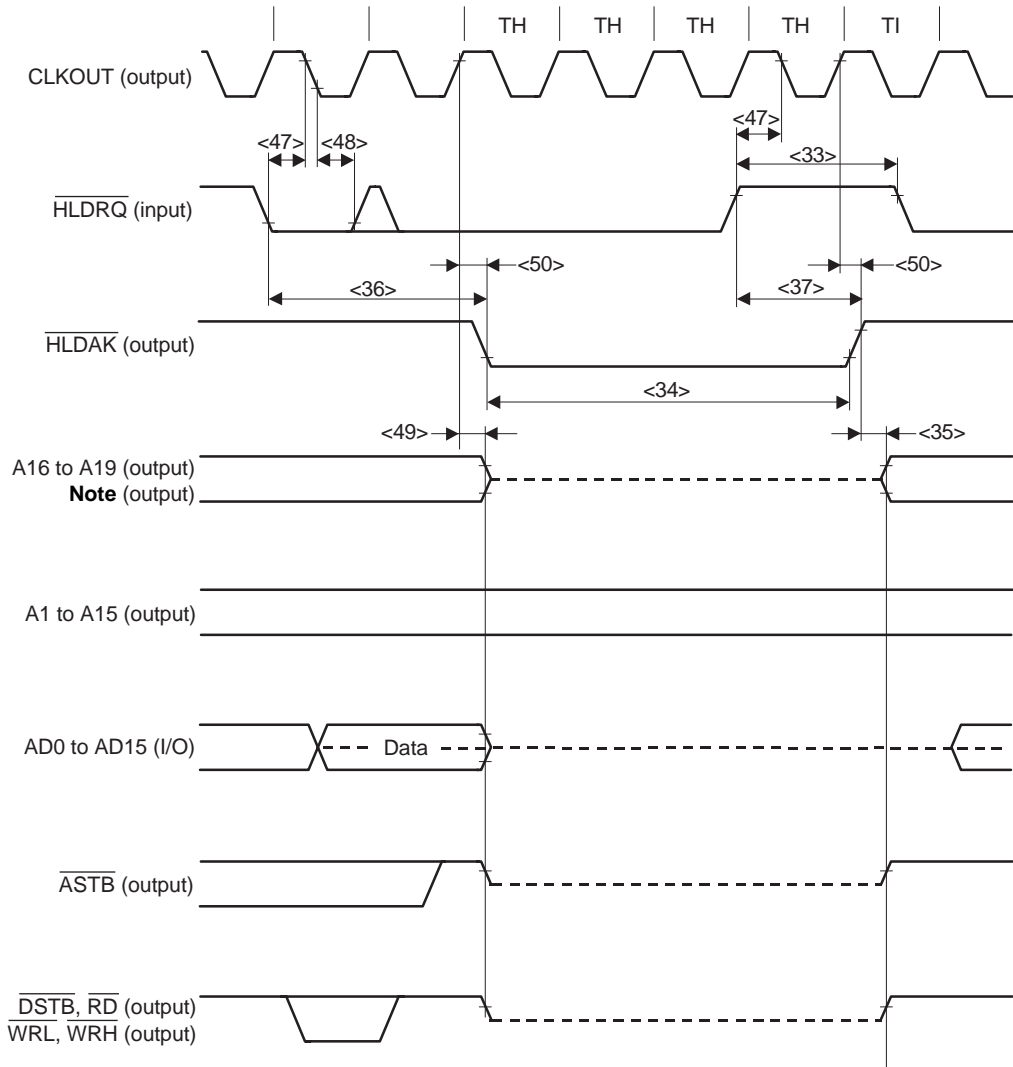 TH TH TH TH TI
CLKOUT (output)
<47> <48> <47>
<33>
HLDRQ (input)
<50> <50>
<36> <37>
HLDAK (output)
<34>
<49> <35>
A16 to A19 (output)
Note (output)
A1 to A15 (output)
AD0 to AD15 (I/O) Data
ASTB (output)
DSTB, RD (output)
WRL, WRH (output)